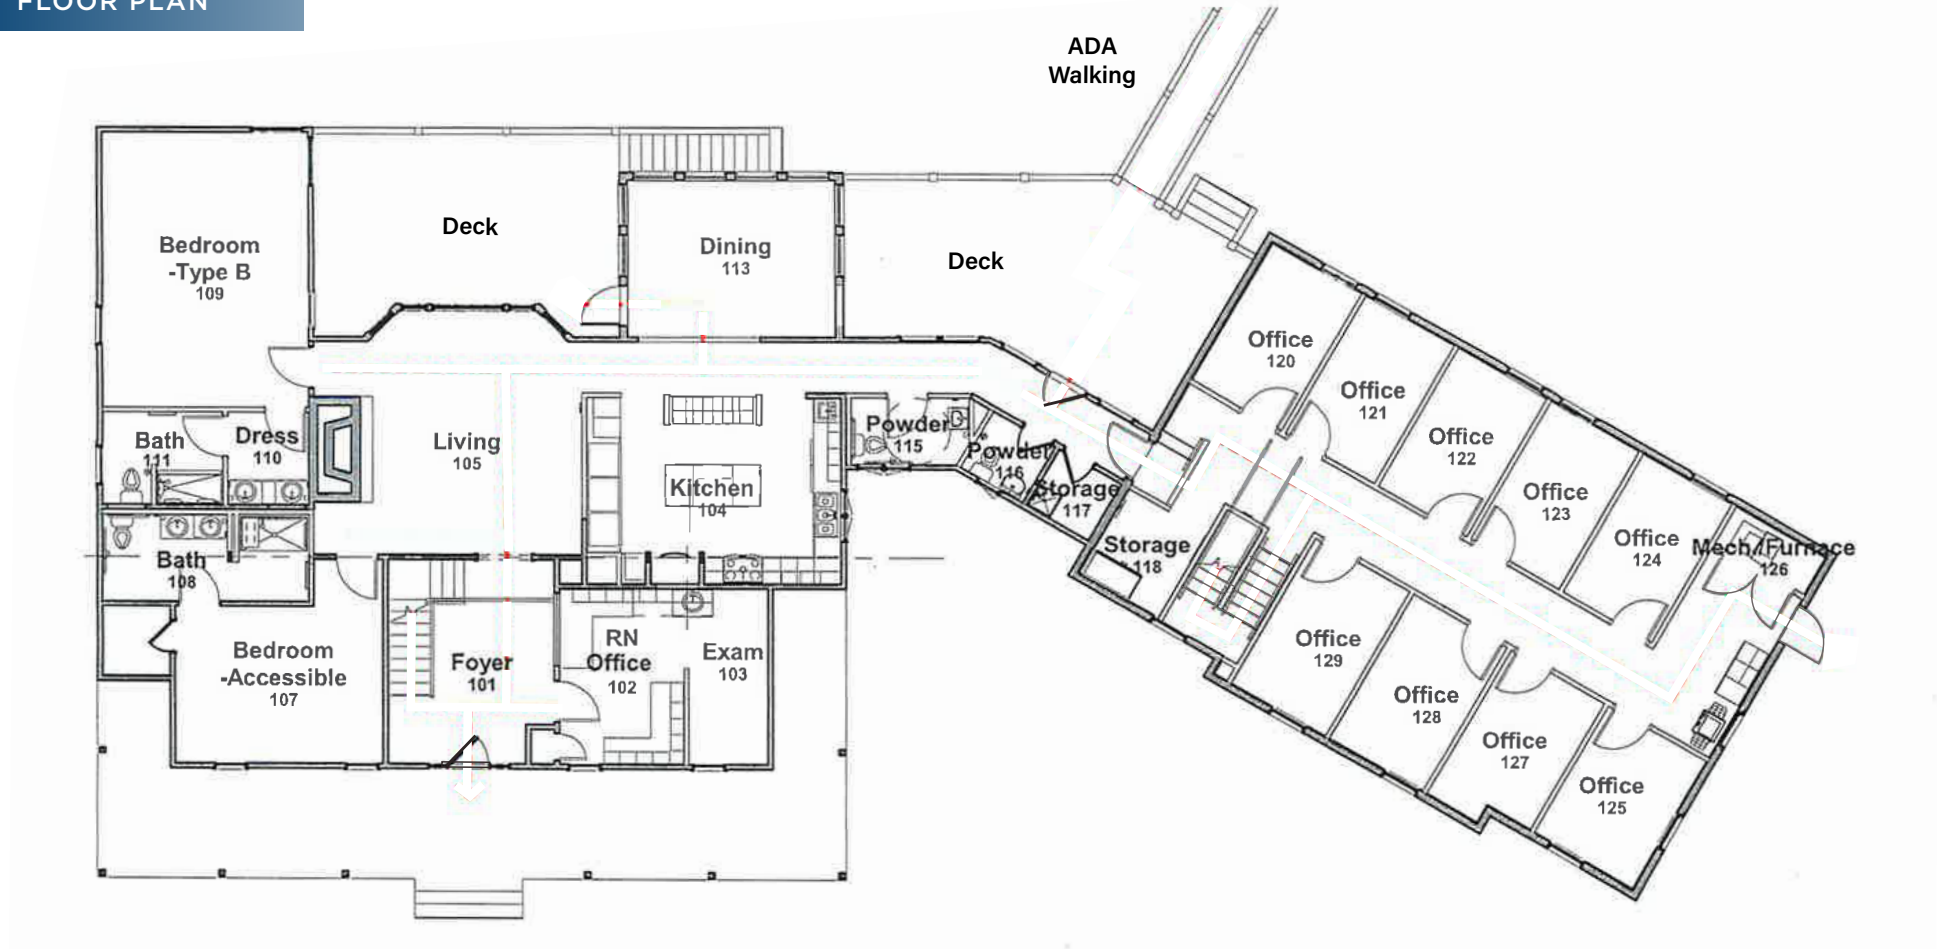 FLOOR PLAN
ADA
Walking
Deck
Dining
113
Deck
Bedroom
-Type B
109
Office
120
Office
121
Office
122
Office
123
Office
124
Mech./Furnace
126
Bath
111
Dress
110
Living
105
Kitchen
104
Powder
115
Powder
116
Storage
117
Storage
118
Bath
108
Bedroom
-Accessible
107
Foyer
101
RN
Office
102
Exam
103
Office
129
Office
128
Office
127
Office
125